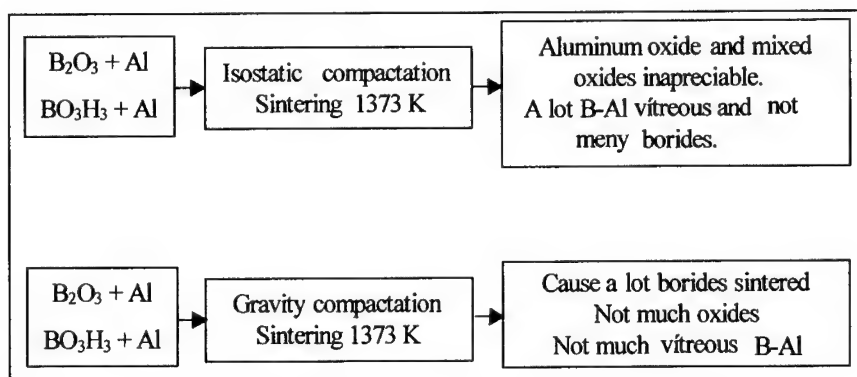 B₂O₃ + Al
BO₃H₃ + Al
Isostatic compactation
Sintering 1373 K
Aluminum oxide and mixed
oxides inapreciable.
A lot B-Al vítreous and not
meny borides.
B₂O₃ + Al
BO₃H₃ + Al
Gravity compactation
Sintering 1373 K
Cause a lot borides sintered
Not much oxides
Not much vítreous B-Al